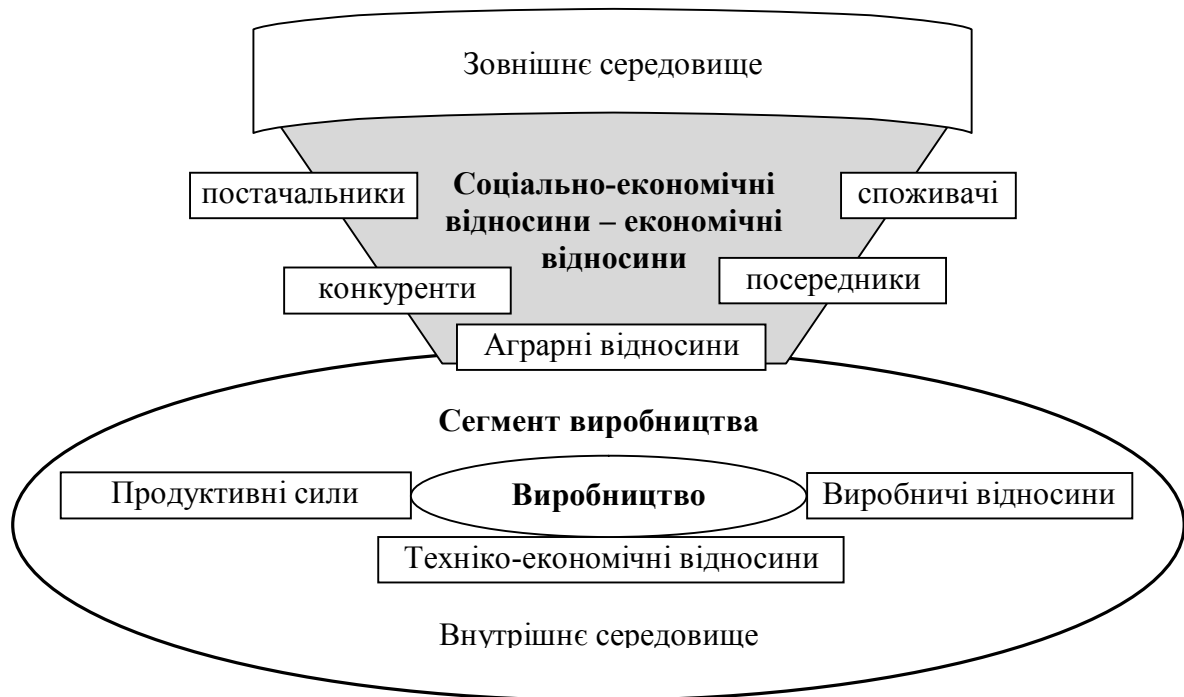 Зовнішнє середовище
постачальники
Соціально-економічні
відносини – економічні
відносини
споживачі
конкуренти
посередники
Аграрні відносини
Сегмент виробництва
Продуктивні сили
Виробництво
Виробничі відносини
Техніко-економічні відносини
Внутрішнє середовище